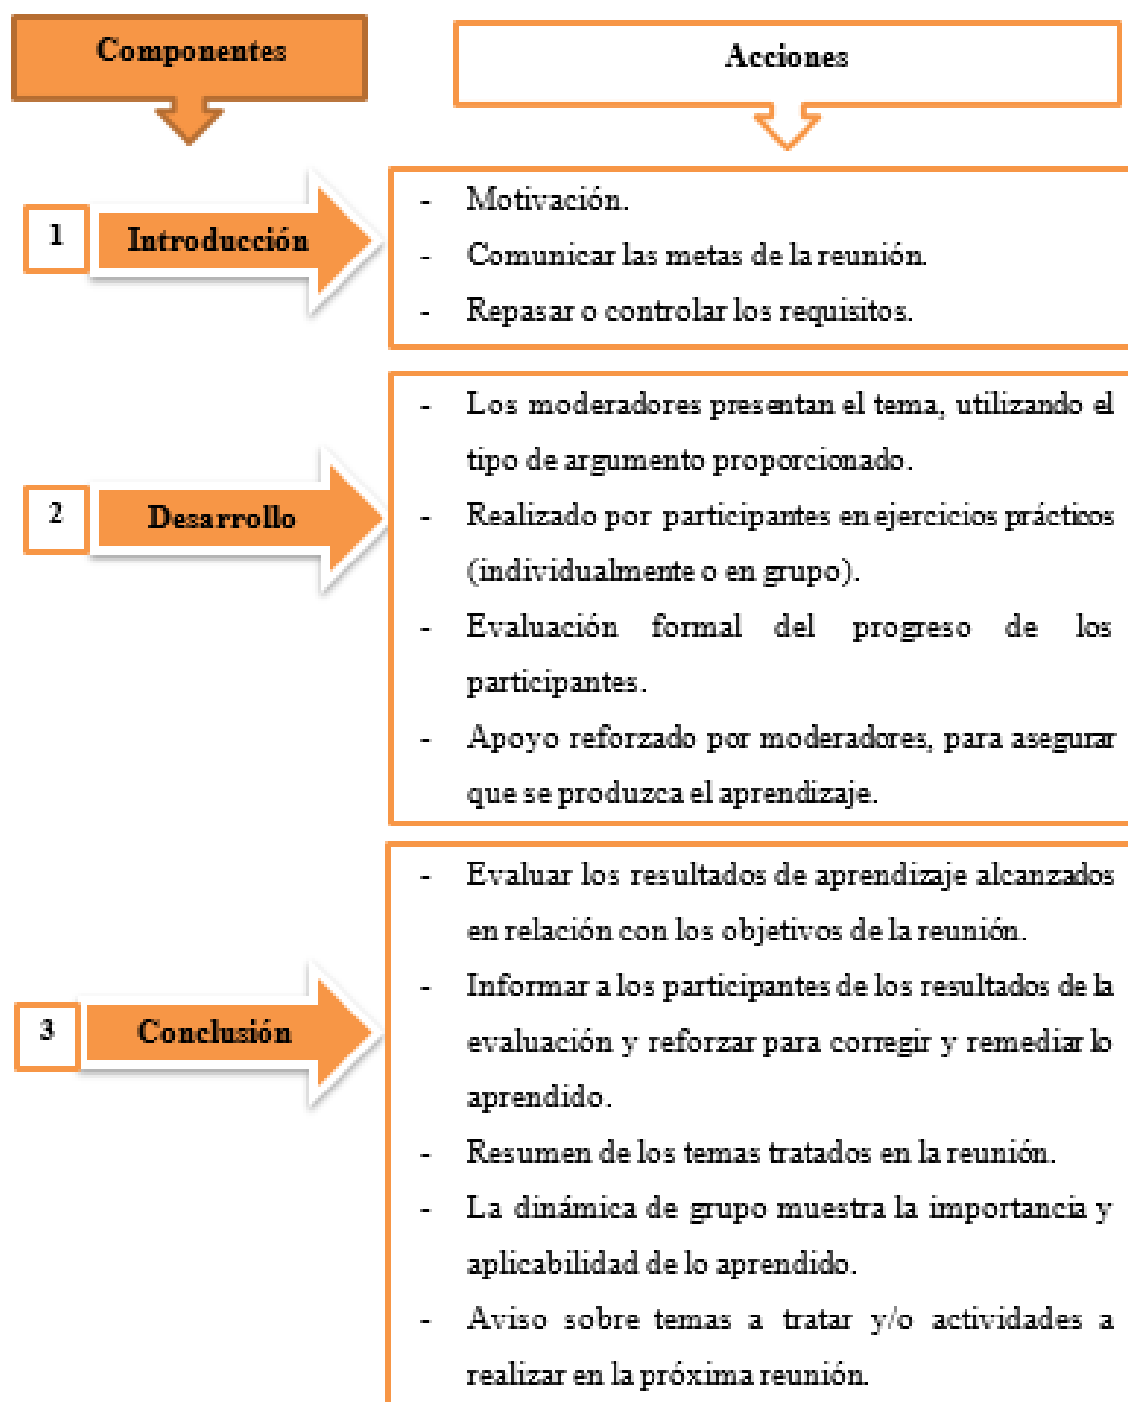 Componentes
Acciones
1
Introducción
- Motivación.
- Comunicar las metas de la reunión.
- Repasar o controlar los requisitos.
2
Desarrollo
- Los moderadores presentan el tema, utilizando el
tipo de argumento proporcionado.
- Realizado por participantes en ejercicios prácticos
(individualmente o en grupo).
- Evaluación formal del progreso de los
participantes.
- Apoyo reforzado por moderadores, para asegurar
que se produzca el aprendizaje.
3
Conclusión
- Evaluar los resultados de aprendizaje alcanzados
en relación con los objetivos de la reunión.
- Informar a los participantes de los resultados de la
evaluación y reforzar para corregir y remediar lo
aprendido.
- Resumen de los temas tratados en la reunión.
- La dinámica de grupo muestra la importancia y
aplicabilidad de lo aprendido.
- Aviso sobre temas a tratar y/o actividades a
realizar en la próxima reunión.